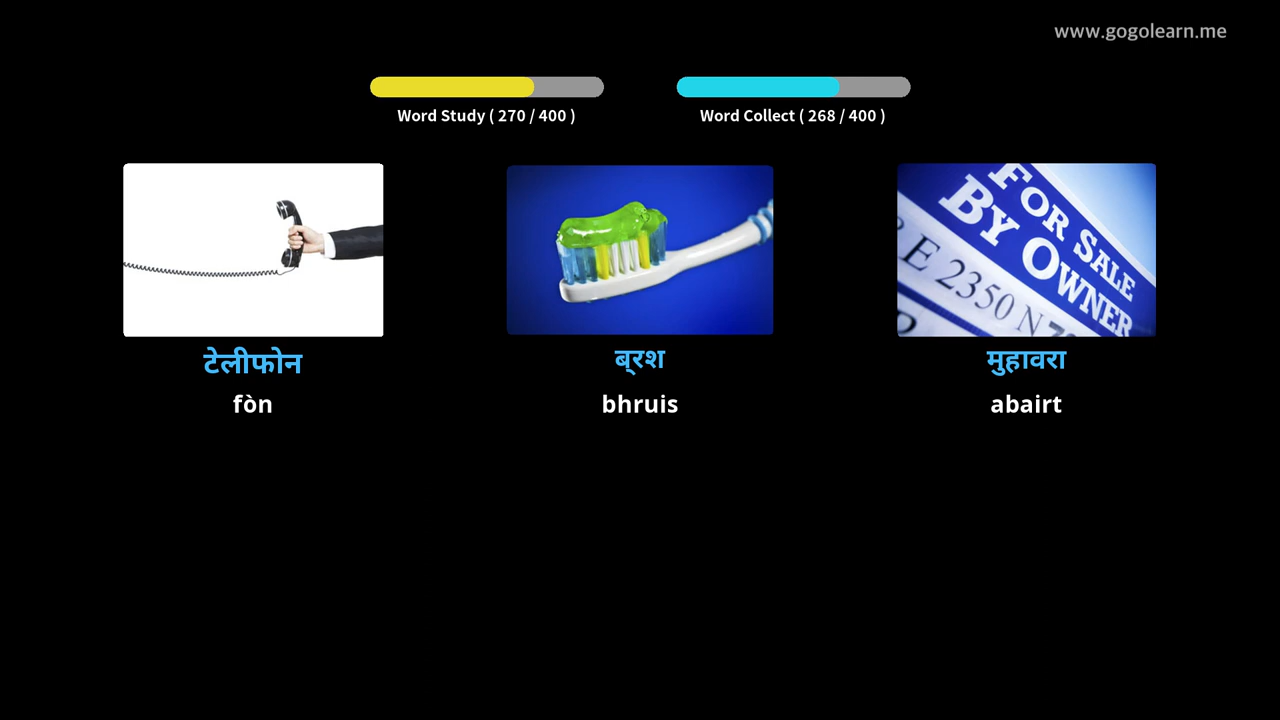 www.gogolearn.me
Word Study ( 270 / 400 )
Word Collect ( 268 / 400 )
FOR SALE
BY OWNER
E 2350 N
टेलीफोन
ब्रश
मुहावरा
fòn
bhruis
abairt